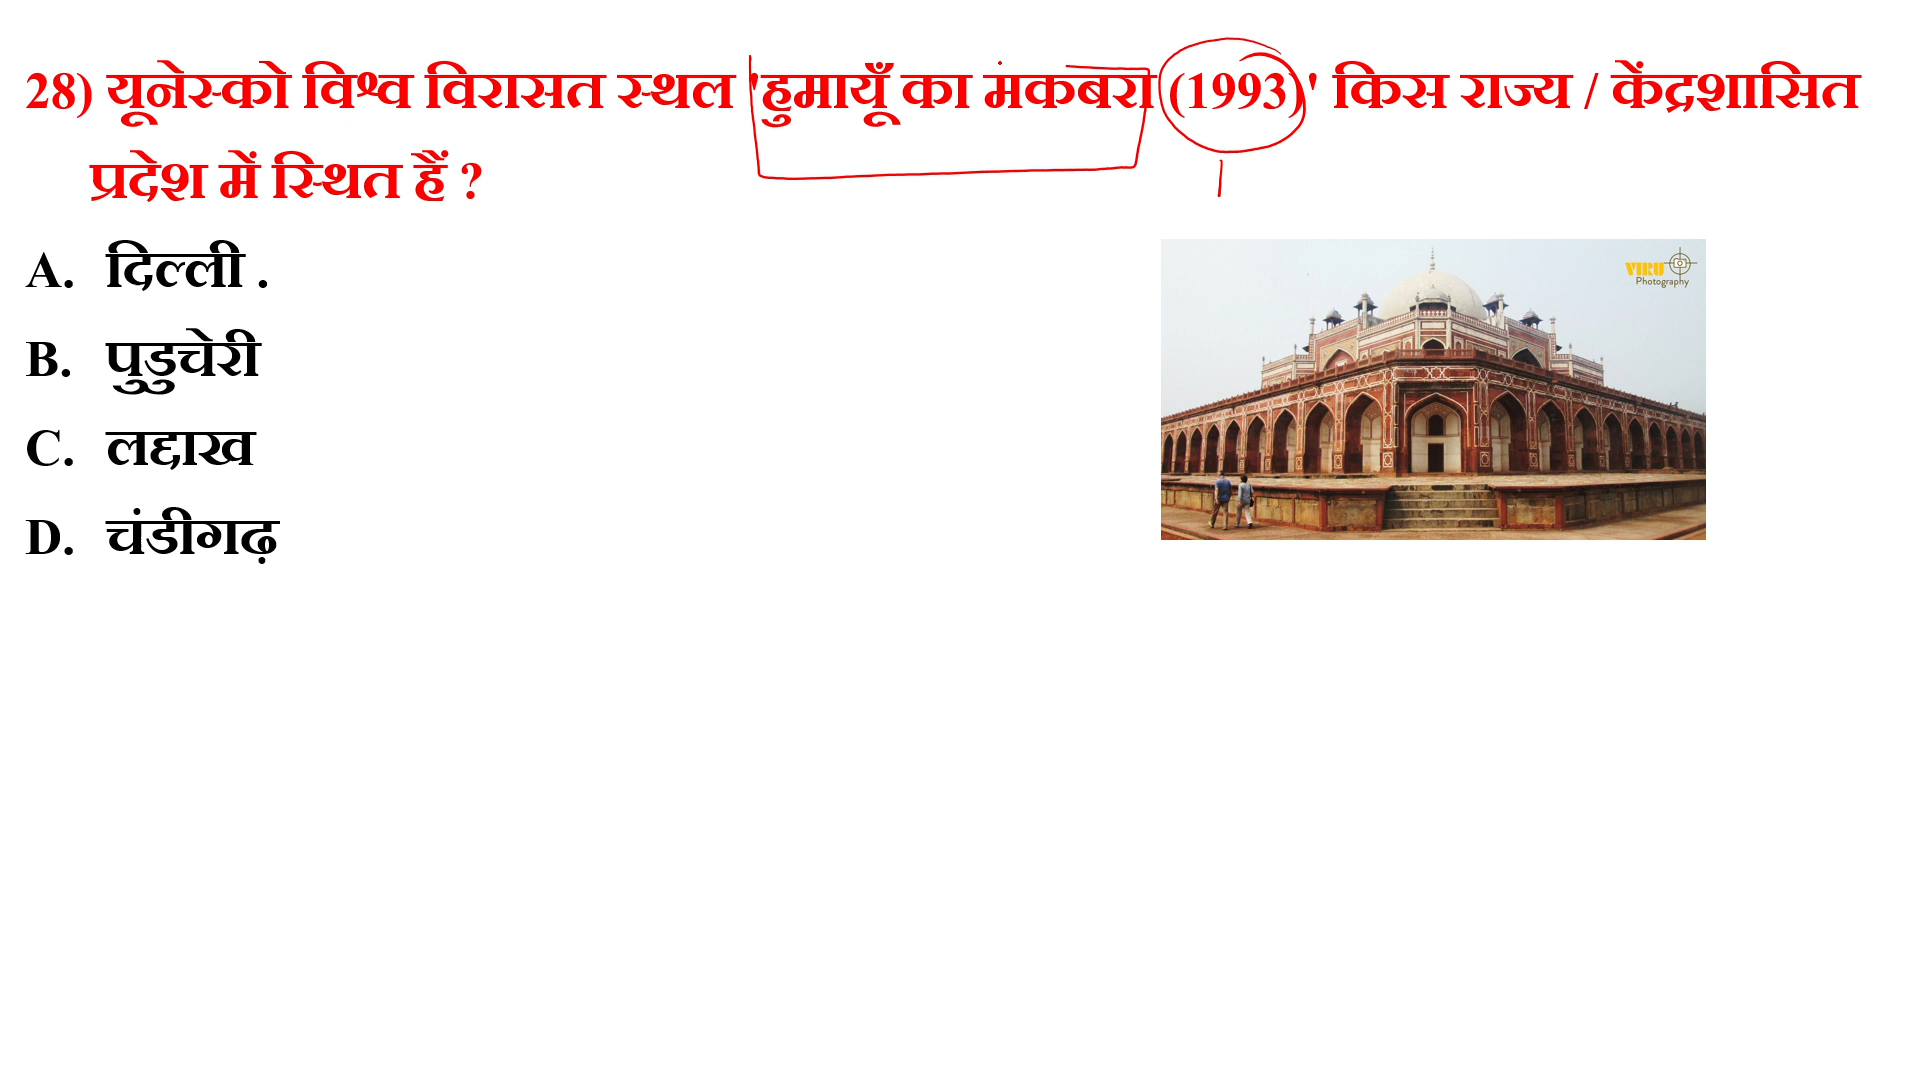 28) यूनेस्को विश्व विरासत स्थल 'हुमायूँ का मकबरा (1993)' किस राज्य / केंद्रशासित
प्रदेश में स्थित हैं ?
A. दिल्ली .
B. पुडुचेरी
C. लद्दाख
D. चंडीगढ़
VIRU
Photography